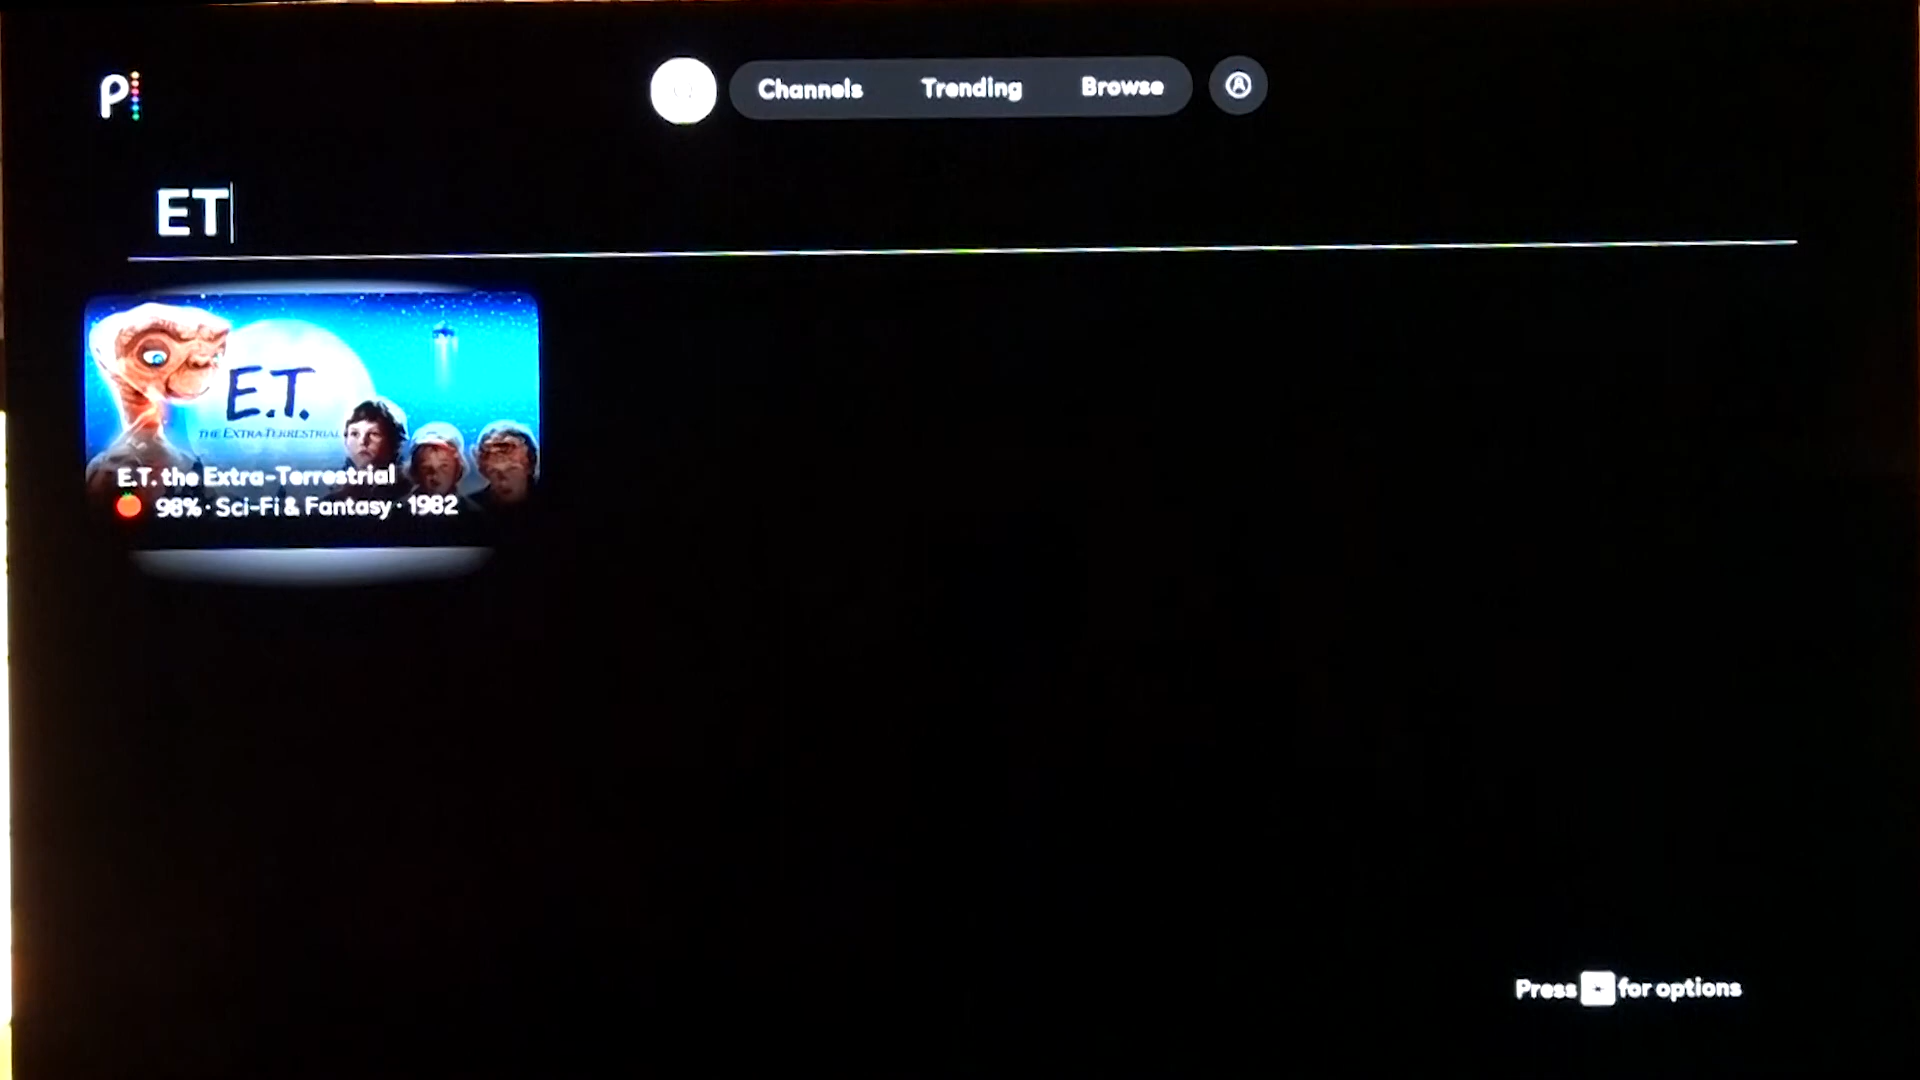 P
Channels Trending Browse
ET
E.T.
THE EXTRA-TERRESTRIAL
E.T. the Extra-Terrestrial
98% · Sci-Fi & Fantasy · 1982
Press * for options